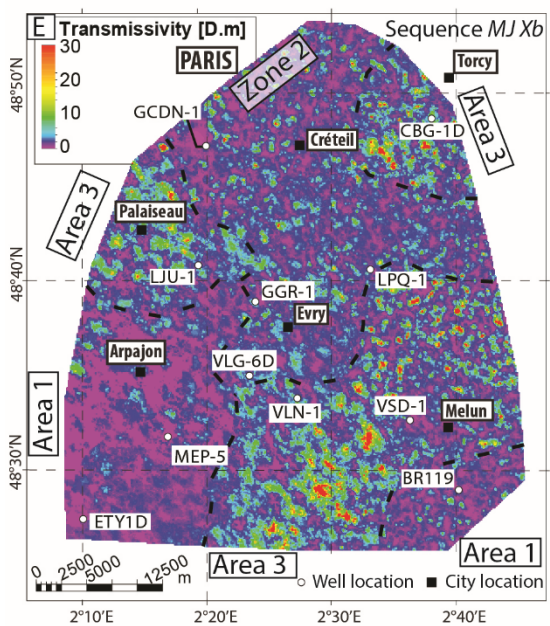 E Transmissivity [D.m]
30
20
10
0
PARIS
Sequence MJ Xb
Zone 2
Torcy
48°50'N
GCDN-1
CBG-1D
Créteil
Area 3
Area 3
Palaiseau
LJU-1
LPQ-1
48°40'N
GGR-1
Evry
Arpajon
VLG-6D
Area 1
VLN-1
VSD-1
Melun
MEP-5
48°30'N
BR119
ETY1D
Area 1
Area 3
Well location
City location
0 2500 5000 12500
m
2°10'E 2°20'E 2°30'E 2°40'E